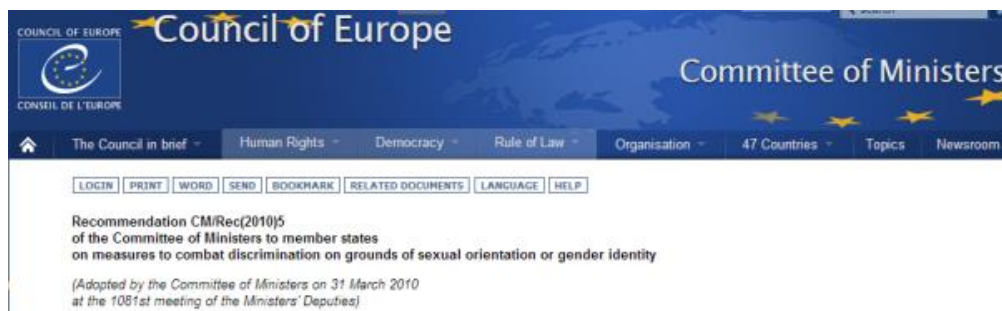 COUNCIL OF EUROPE
Council of Europe
CONSEIL DE L'EUROPE
Committee of Ministers
The Council in brief
Human Rights
Democracy
Rule of Law
Organisation
47 Countries
Topics
Newsroom
LOGIN PRINT WORD SEND BOOKMARK RELATED DOCUMENTS LANGUAGE HELP
Recommendation CM/Rec(2010)5
of the Committee of Ministers to member states
on measures to combat discrimination on grounds of sexual orientation or gender identity
(Adopted by the Committee of Ministers on 31 March 2010
at the 1081st meeting of the Ministers' Deputies)